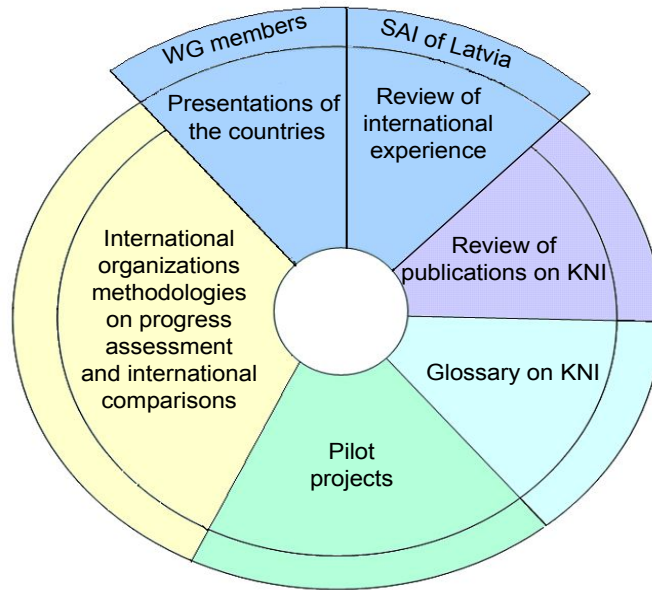 WG members
SAI of Latvia
Presentations of
the countries
Review of
international
experience
International
organizations
methodologies
on progress
assessment
and international
comparisons
Review of
publications on KNI
Glossary on KNI
Pilot
projects